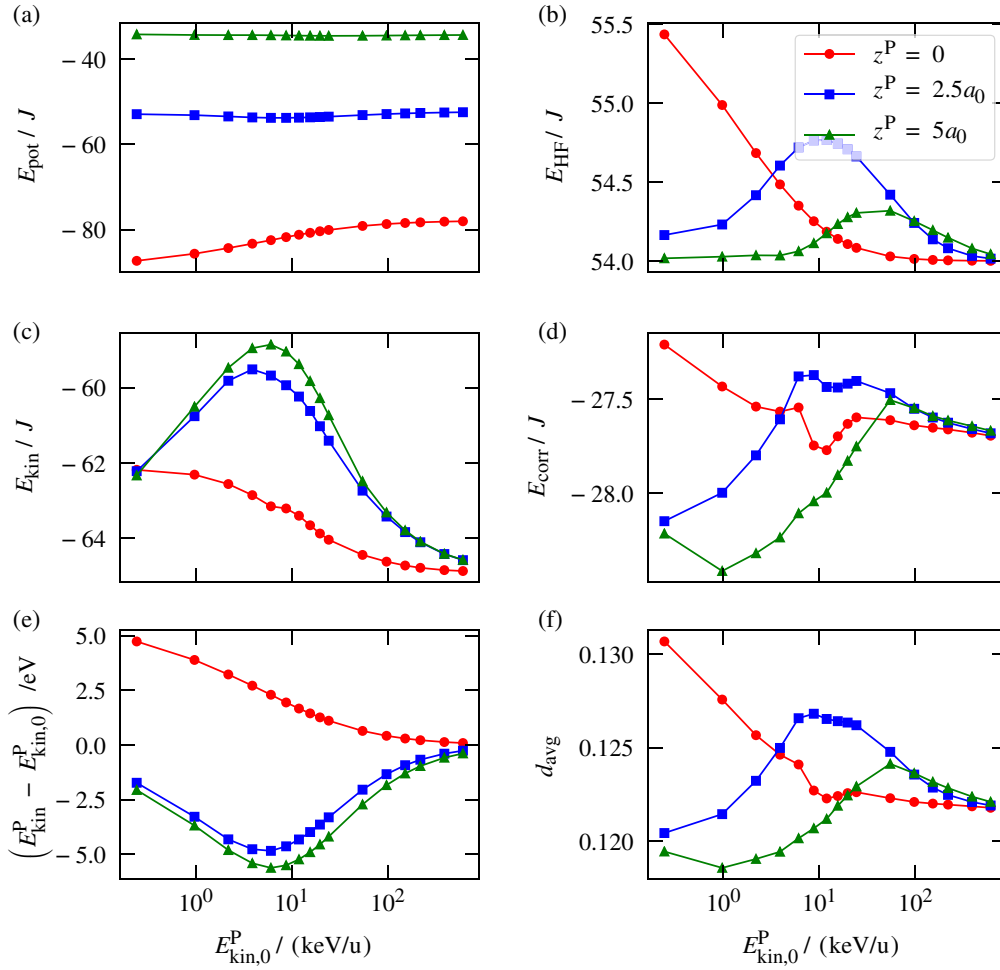 (a)
− 40
− 60
− 80
E_pot / J
(b)
55.5
55.0
54.5
54.0
E_HF / J
z^P = 0
z^P = 2.5a_0
z^P = 5a_0
(c)
− 60
− 62
− 64
E_kin / J
(d)
− 27.5
− 28.0
E_corr / J
(e)
5.0
2.5
0.0
−2.5
−5.0
(E^P_kin − E^P_kin,0) /eV
10^0 10^1 10^2
E^P_kin,0 / (keV/u)
(f)
0.130
0.125
0.120
d_avg
10^0 10^1 10^2
E^P_kin,0 / (keV/u)